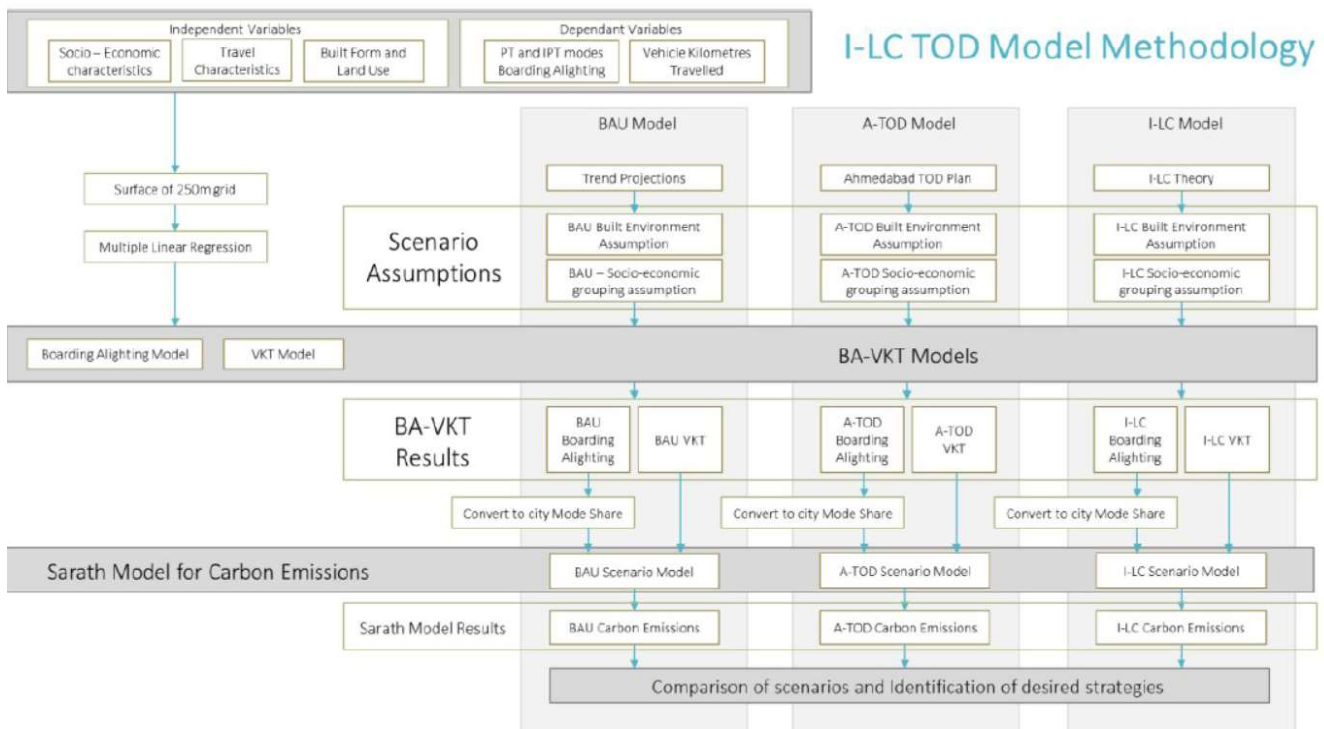 I-LC TOD Model Methodology
Independent Variables
Socio – Economic
characteristics
Travel
Characteristics
Built Form and
Land Use
Dependant Variables
PT and IPT modes
Boarding Alighting
Vehicle Kilometres
Travelled
Surface of 250m grid
Multiple Linear Regression
BAU Model
A-TOD Model
I-LC Model
Trend Projections
Ahmedabad TOD Plan
I-LC Theory
Scenario
Assumptions
BAU Built Environment
Assumption
A-TOD Built Environment
Assumption
I-LC Built Environment
Assumption
BAU – Socio-economic
grouping assumption
A-TOD Socio-economic
grouping assumption
I-LC Socio-economic
grouping assumption
Boarding Alighting Model
VKT Model
BA-VKT Models
BA-VKT
Results
BAU
Boarding
Alighting
BAU VKT
A-TOD
Boarding
Alighting
A-TOD
VKT
I-LC
Boarding
Alighting
I-LC VKT
Convert to city Mode Share
Convert to city Mode Share
Convert to city Mode Share
Sarath Model for Carbon Emissions
BAU Scenario Model
A-TOD Scenario Model
I-LC Scenario Model
Sarath Model Results
BAU Carbon Emissions
A-TOD Carbon Emissions
I-LC Carbon Emissions
Comparison of scenarios and Identification of desired strategies